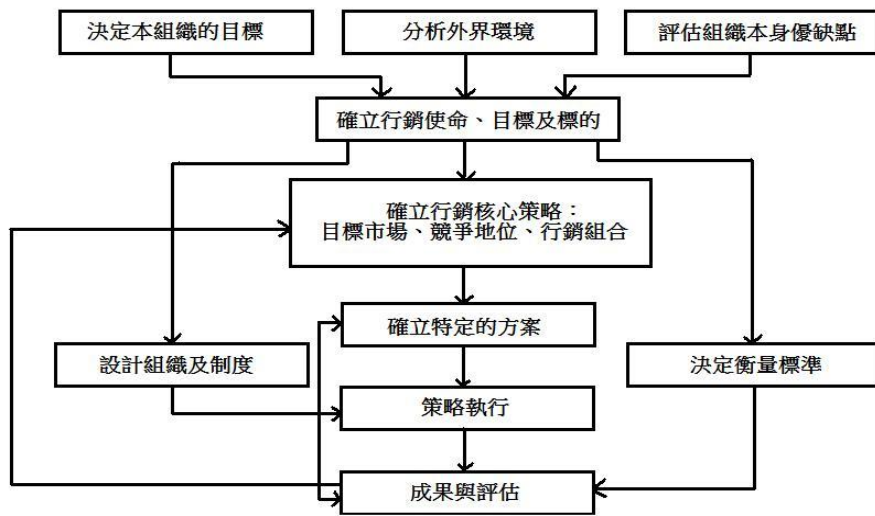 決定本組織的目標
分析外界環境
評估組織本身優缺點
確立行銷使命、目標及標的
確立行銷核心策略：
目標市場、競爭地位、行銷組合
確立特定的方案
設計組織及制度
決定衡量標準
策略執行
成果與評估